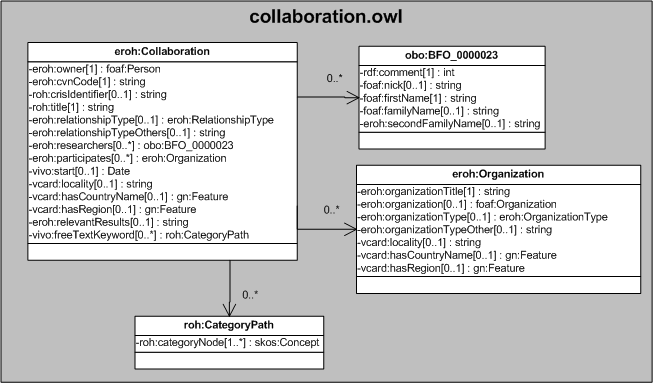 collaboration.owl
eroh:Collaboration
-eroh:owner[1] : foaf:Person
-eroh:cvnCode[1] : string
-roh:crisIdentifier[0..1] : string
-roh:title[1] : string
-eroh:relationshipType[0..1] : eroh:RelationshipType
-eroh:relationshipTypeOthers[0..1] : string
-eroh:researchers[0..*] : obo:BFO_0000023
-eroh:participates[0..*] : eroh:Organization
-vivo:start[0..1] : Date
-vcard:locality[0..1] : string
-vcard:hasCountryName[0..1] : gn:Feature
-vcard:hasRegion[0..1] : gn:Feature
-eroh:relevantResults[0..1] : string
-vivo:freeTextKeyword[0..*] : roh:CategoryPath
0..*
obo:BFO_0000023
-rdf:comment[1] : int
-foaf:nick[0..1] : string
-foaf:firstName[1] : string
-foaf:familyName[0..1] : string
-eroh:secondFamilyName[0..1] : string
0..*
eroh:Organization
-eroh:organizationTitle[1] : string
-eroh:organization[0..1] : foaf:Organization
-eroh:organizationType[0..1] : eroh:OrganizationType
-eroh:organizationTypeOther[0..1] : string
-vcard:locality[0..1] : string
-vcard:hasCountryName[0..1] : gn:Feature
-vcard:hasRegion[0..1] : gn:Feature
0..*
roh:CategoryPath
-roh:categoryNode[1..*] : skos:Concept